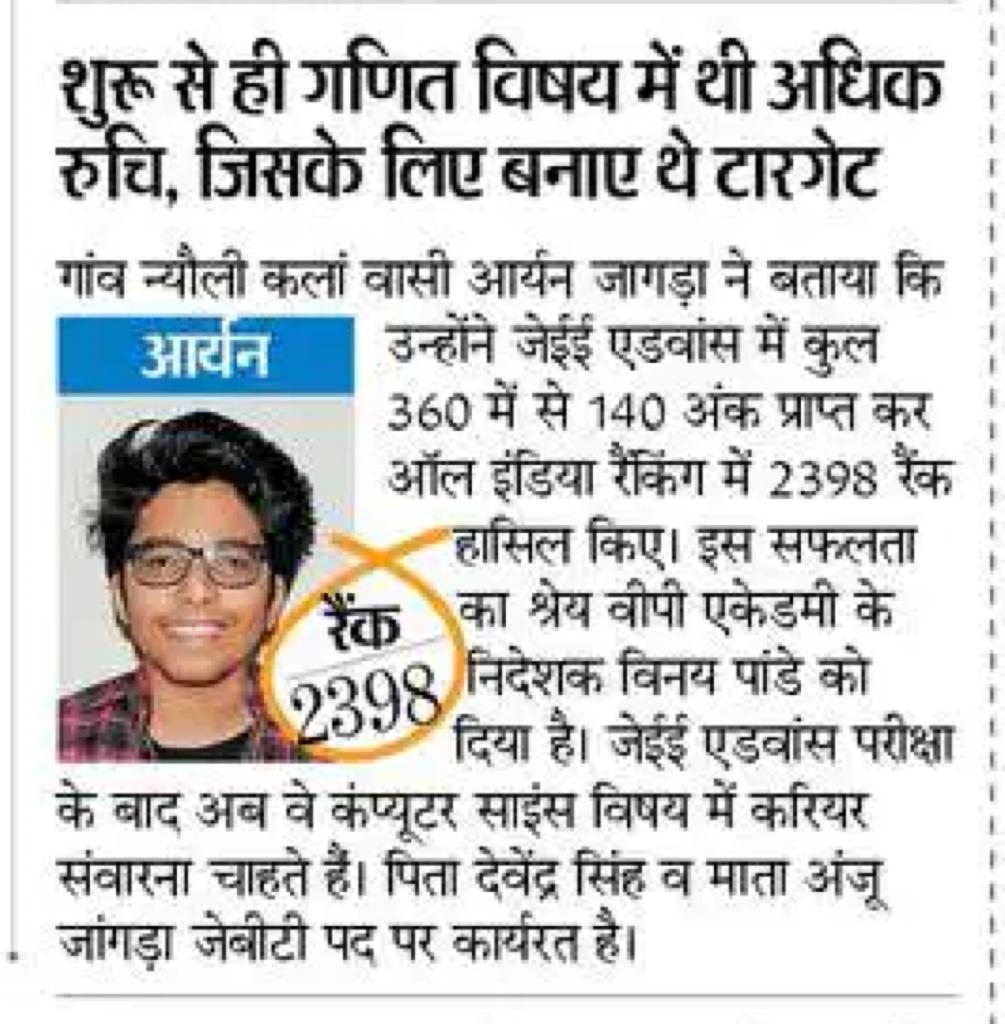 शुरू से ही गणित विषय में थी अधिक
रुचि, जिसके लिए बनाए थे टारगेट
गांव न्यौली कलां वासी आर्यन जागड़ा ने बताया कि
आर्यन
उन्होंने जेईई एडवांस में कुल
360 में से 140 अंक प्राप्त कर
ऑल इंडिया रैंकिंग में 2398 रैंक
हासिल किए। इस सफलता
का श्रेय वीपी एकेडमी के
निदेशक विनय पांडे को
दिया है। जेईई एडवांस परीक्षा
रैंक
2398
के बाद अब वे कंप्यूटर साइंस विषय में करियर
संवारना चाहते हैं। पिता देवेंद्र सिंह व माता अंजू
जांगड़ा जेबीटी पद पर कार्यरत है।